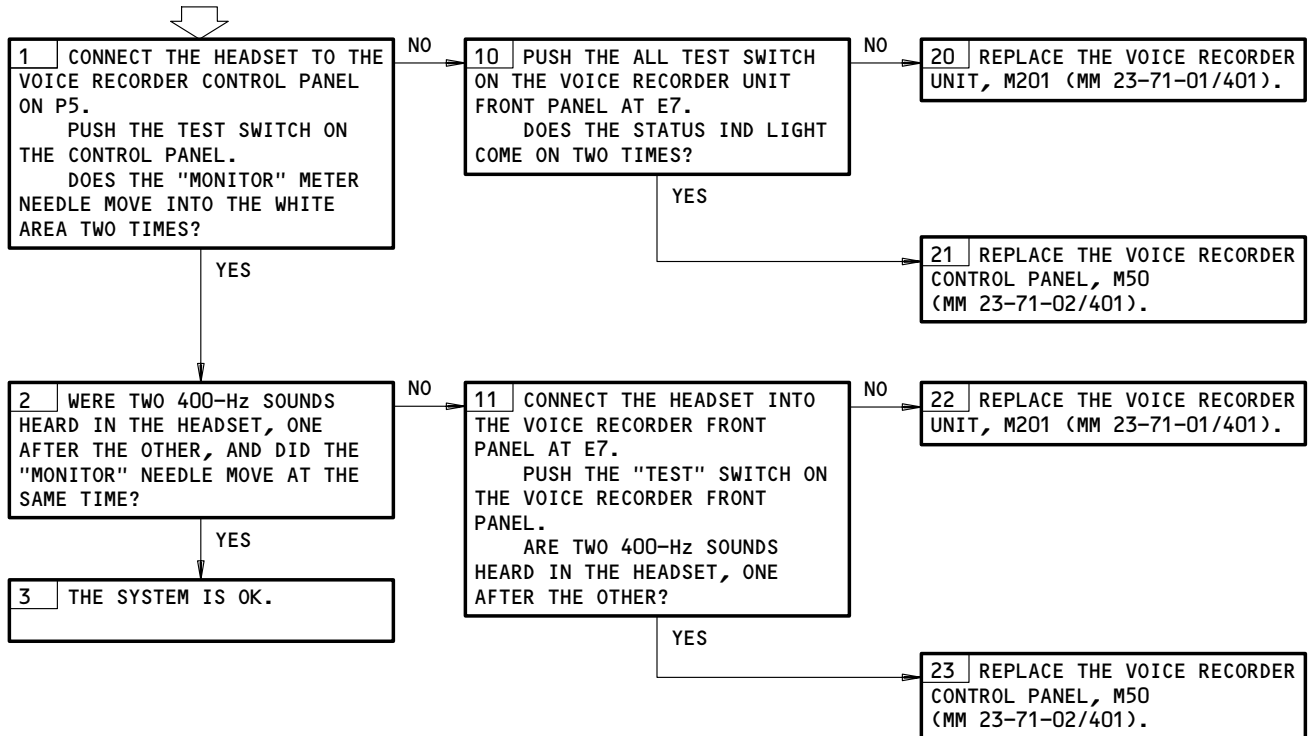 1 CONNECT THE HEADSET TO THE
VOICE RECORDER CONTROL PANEL
ON P5.
PUSH THE TEST SWITCH ON
THE CONTROL PANEL.
DOES THE "MONITOR" METER
NEEDLE MOVE INTO THE WHITE
AREA TWO TIMES?
NO
10 PUSH THE ALL TEST SWITCH
ON THE VOICE RECORDER UNIT
FRONT PANEL AT E7.
DOES THE STATUS IND LIGHT
COME ON TWO TIMES?
NO
20 REPLACE THE VOICE RECORDER
UNIT, M201 (MM 23-71-01/401).
YES
21 REPLACE THE VOICE RECORDER
CONTROL PANEL, M50
(MM 23-71-02/401).
YES
2 WERE TWO 400-Hz SOUNDS
HEARD IN THE HEADSET, ONE
AFTER THE OTHER, AND DID THE
"MONITOR" NEEDLE MOVE AT THE
SAME TIME?
NO
11 CONNECT THE HEADSET INTO
THE VOICE RECORDER FRONT
PANEL AT E7.
PUSH THE "TEST" SWITCH ON
THE VOICE RECORDER FRONT
PANEL.
ARE TWO 400-Hz SOUNDS
HEARD IN THE HEADSET, ONE
AFTER THE OTHER?
NO
22 REPLACE THE VOICE RECORDER
UNIT, M201 (MM 23-71-01/401).
YES
3 THE SYSTEM IS OK.
YES
23 REPLACE THE VOICE RECORDER
CONTROL PANEL, M50
(MM 23-71-02/401).